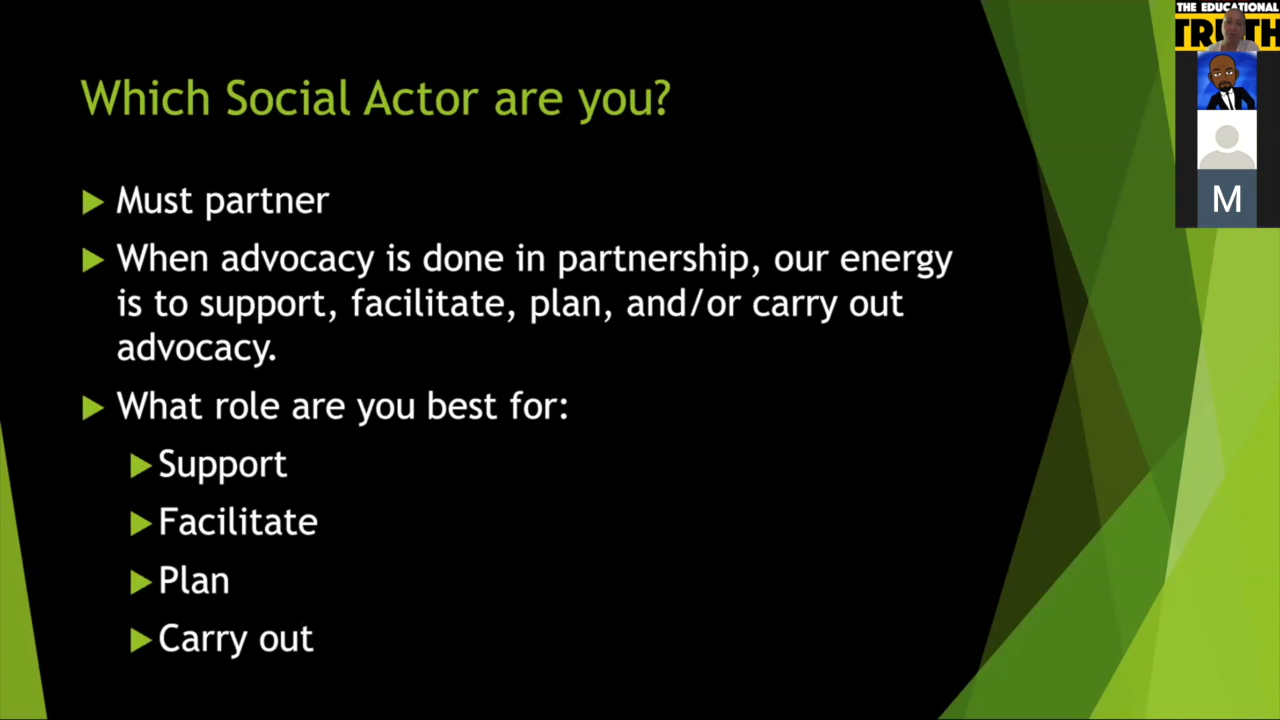 Which Social Actor are you?
Must partner
When advocacy is done in partnership, our energy
is to support, facilitate, plan, and/or carry out
advocacy.
What role are you best for:
Support
Facilitate
Plan
Carry out
THE EDUCATIONAL
TRUTH
M